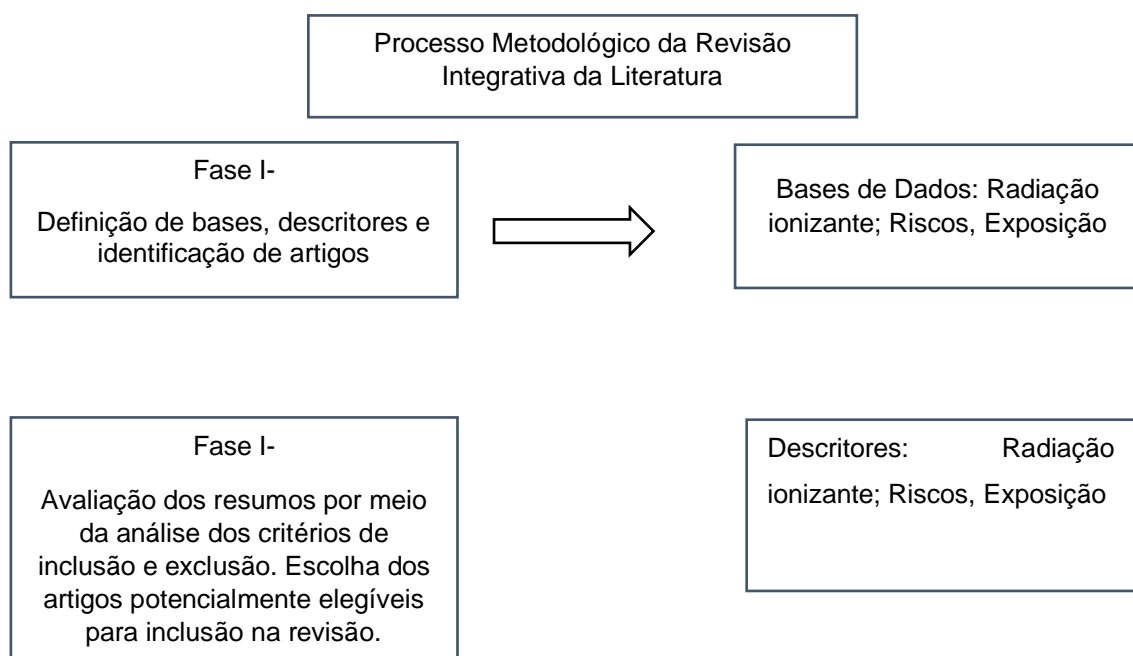 Processo Metodológico da Revisão
Integrativa da Literatura
Fase I-
Definição de bases, descritores e
identificação de artigos
Bases de Dados: Radiação
ionizante; Riscos, Exposição
Fase I-
Avaliação dos resumos por meio
da análise dos critérios de
inclusão e exclusão. Escolha dos
artigos potencialmente elegíveis
para inclusão na revisão.
Descritores: Radiação
ionizante; Riscos, Exposição